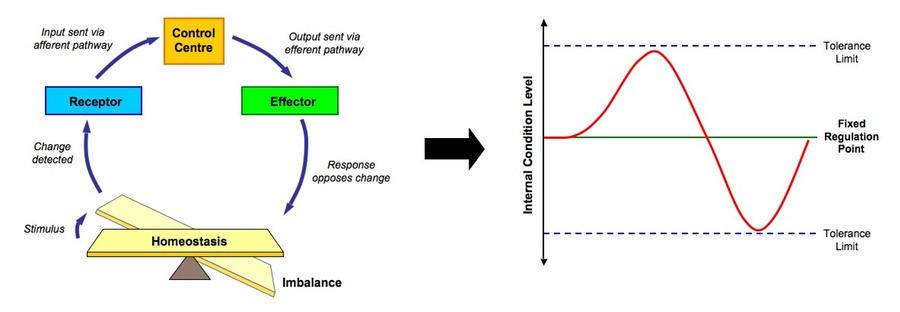 Input sent via
afferent pathway
Control
Centre
Output sent via
efferent pathway
Receptor
Effector
Change
detected
Response
opposes change
Stimulus
Homeostasis
Imbalance
Internal Condition Level
Tolerance
Limit
Fixed
Regulation
Point
Tolerance
Limit